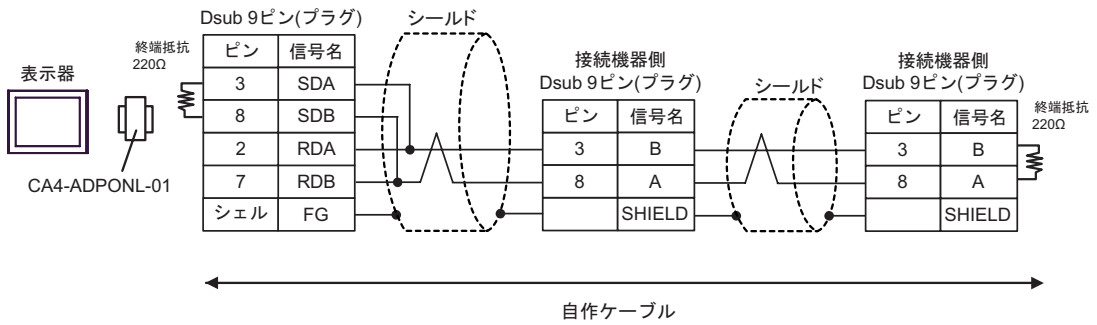 表示器
CA4-ADPONL-01
終端抵抗
220Ω
Dsub 9ピン(プラグ)
ピン 信号名
3 SDA
8 SDB
2 RDA
7 RDB
シェル FG
シールド
接続機器側
Dsub 9ピン(プラグ)
ピン 信号名
3 B
8 A
SHIELD
シールド
接続機器側
Dsub 9ピン(プラグ)
ピン 信号名
3 B
8 A
SHIELD
終端抵抗
220Ω
自作ケーブル